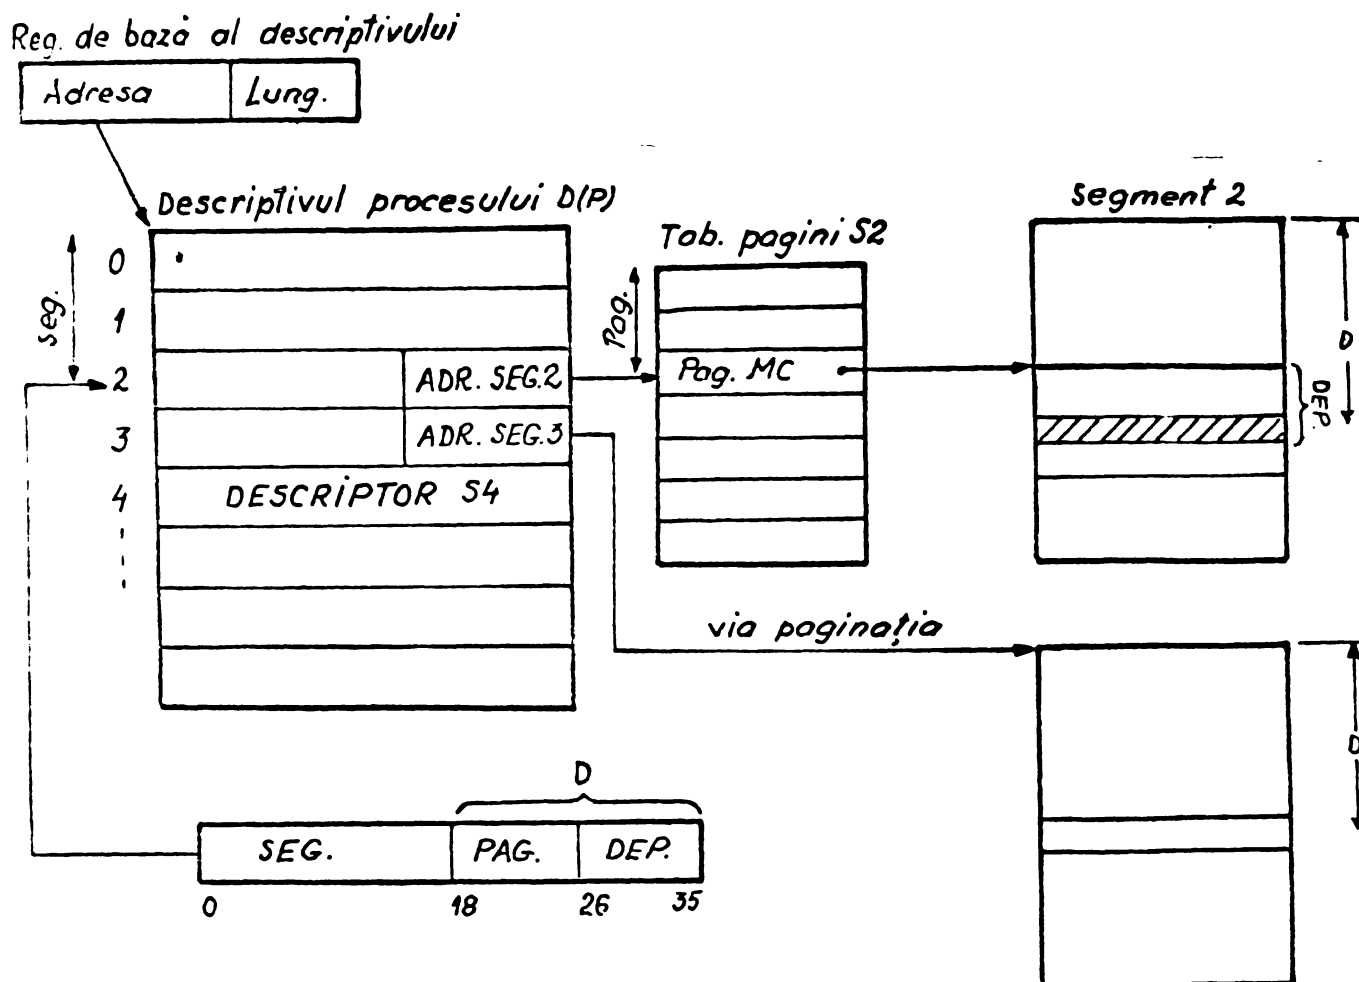 Reg. de bază al descriptivului
Adresa Lung.
Descriptivul procesului D(P)
Tab. pagini S2
Segment 2
seg.
0
1
2
3
4
Pag.
ADR. SEG.2
ADR. SEG.3
DESCRIPTOR S4
Pag. MC
D
DEP.
via paginația
D
D
SEG. PAG. DEP.
0 18 26 35